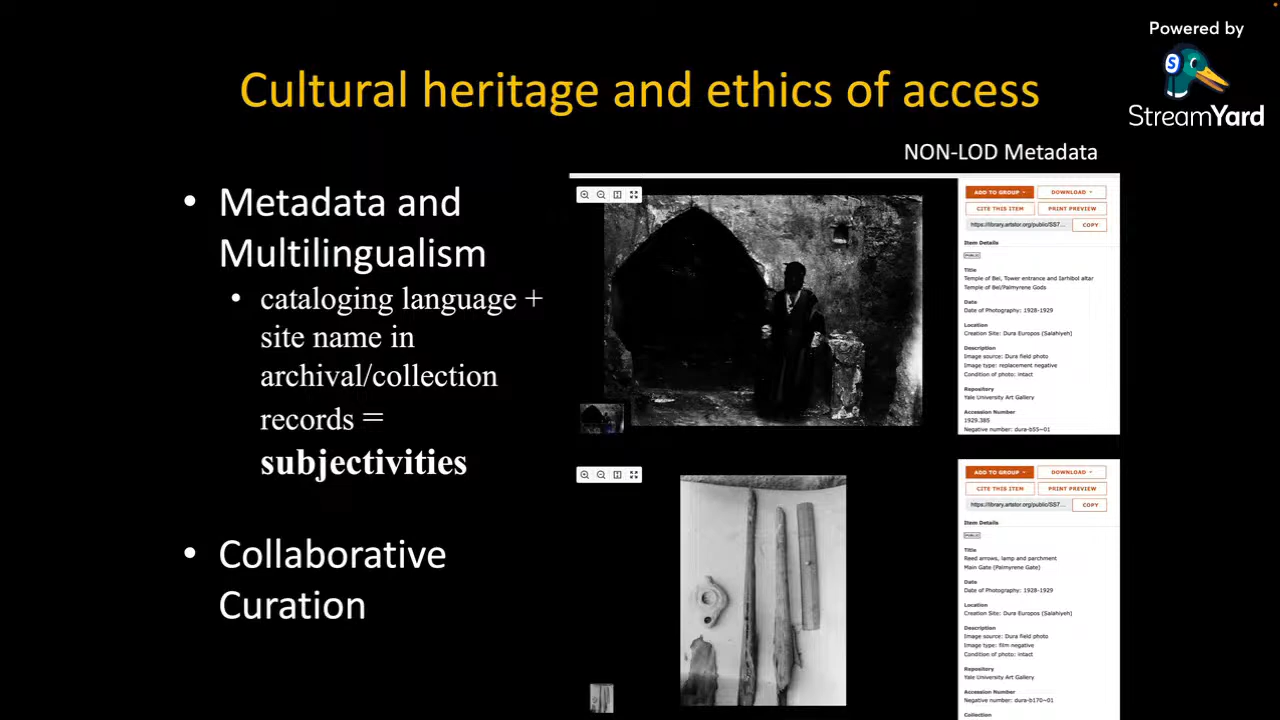 Powered by
StreamYard
Cultural heritage and ethics of access
NON-LOD Metadata
• Metadata and
Multilingualism
• cataloging language +
site name in
archival/collection
records =
subjectivities
• Collaborative
Curation
ADD TO GROUP
DOWNLOAD
CITE THIS ITEM
PRINT PREVIEW
https://library.artstor.org/public/SS7...
COPY
Item Details
PUBLIC
Title
Temple of Bel, Tower entrance and Iarhibol altar
Temple of Bel/Palmyrene Gods
Date
Date of Photography: 1928-1929
Location
Creation Site: Dura Europos (Salahiyeh)
Description
Image source: Dura field photo
Image type: replacement negative
Condition of photo: intact
Repository
Yale University Art Gallery
Accession Number
1929.385
Negative number: dura-b55~01
ADD TO GROUP
DOWNLOAD
CITE THIS ITEM
PRINT PREVIEW
https://library.artstor.org/public/SS7...
COPY
Item Details
PUBLIC
Title
Reed arrows, lamp and parchment
Main Gate (Palmyrene Gate)
Date
Date of Photography: 1928-1929
Location
Creation Site: Dura Europos (Salahiyeh)
Description
Image source: Dura field photo
Image type: film negative
Condition of photo: intact
Repository
Yale University Art Gallery
Accession Number
Negative number: dura-b170~01
Collection